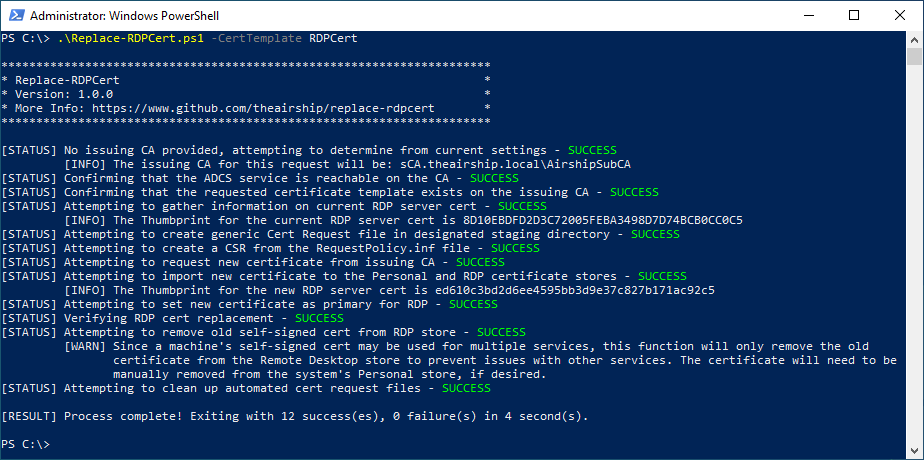 Administrator: Windows PowerShell
PS C:\> .\Replace-RDPCert.ps1 -CertTemplate RDPCert
**********************************************************************
* Replace-RDPCert *
* Version: 1.0.0 *
* More Info: https://www.github.com/theairship/replace-rdpcert *
**********************************************************************
[STATUS] No issuing CA provided, attempting to determine from current settings - SUCCESS
[INFO] The issuing CA for this request will be: sCA.theairship.local\AirshipSubCA
[STATUS] Confirming that the ADCS service is reachable on the CA - SUCCESS
[STATUS] Confirming that the requested certificate template exists on the issuing CA - SUCCESS
[STATUS] Attempting to gather information on current RDP server cert - SUCCESS
[INFO] The Thumbprint for the current RDP server cert is 8D10EBDFD2D3C72005FEBA3498D7D74BCB0CC0C5
[STATUS] Attempting to create generic Cert Request file in designated staging directory - SUCCESS
[STATUS] Attempting to create a CSR from the RequestPolicy.inf file - SUCCESS
[STATUS] Attempting to request new certificate from issuing CA - SUCCESS
[STATUS] Attempting to import new certificate to the Personal and RDP certificate stores - SUCCESS
[INFO] The Thumbprint for the new RDP server cert is ed610c3bd2d6ee4595bb3d9e37c827b171ac92c5
[STATUS] Attempting to set new certificate as primary for RDP - SUCCESS
[STATUS] Verifying RDP cert replacement - SUCCESS
[STATUS] Attempting to remove old self-signed cert from RDP store - SUCCESS
[WARN] Since a machine's self-signed cert may be used for multiple services, this function will only remove the old
certificate from the Remote Desktop store to prevent issues with other services. The certificate will need to be
manually removed from the system's Personal store, if desired.
[STATUS] Attempting to clean up automated cert request files - SUCCESS
[RESULT] Process complete! Exiting with 12 success(es), 0 failure(s) in 4 second(s).
PS C:\>